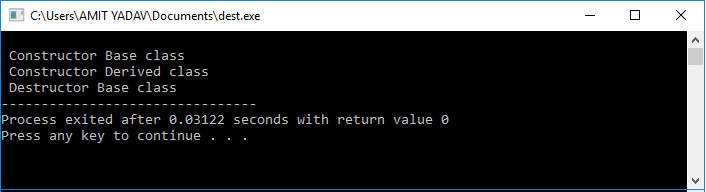 C:\Users\AMIT YADAV\Documents\dest.exe
Constructor Base class
Constructor Derived class
Destructor Base class
--------------------------------
Process exited after 0.03122 seconds with return value 0
Press any key to continue . . .